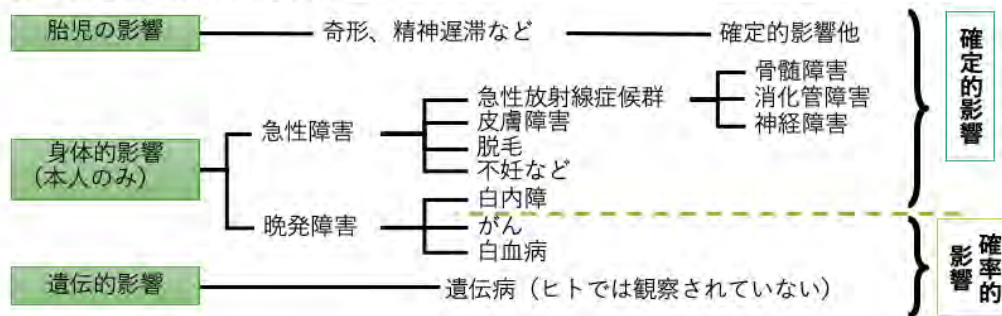 胎児の影響
奇形、精神遅滞など
確定的影響他
身体的影響
(本人のみ)
急性障害
急性放射線症候群
骨髄障害
消化管障害
神経障害
皮膚障害
脱毛
不妊など
晩発障害
白内障
がん
白血病
遺伝的影響
遺伝病（ヒトでは観察されていない）
確定的影響
確率的
影響